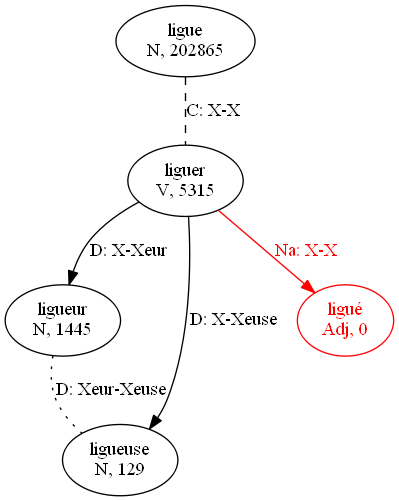 ligue
N, 202865
C: X-X
liguer
V, 5315
D: X-Xeur
Na: X-X
ligueur
N, 1445
D: X-Xeuse
ligué
Adj, 0
D: Xeur-Xeuse
ligueuse
N, 129